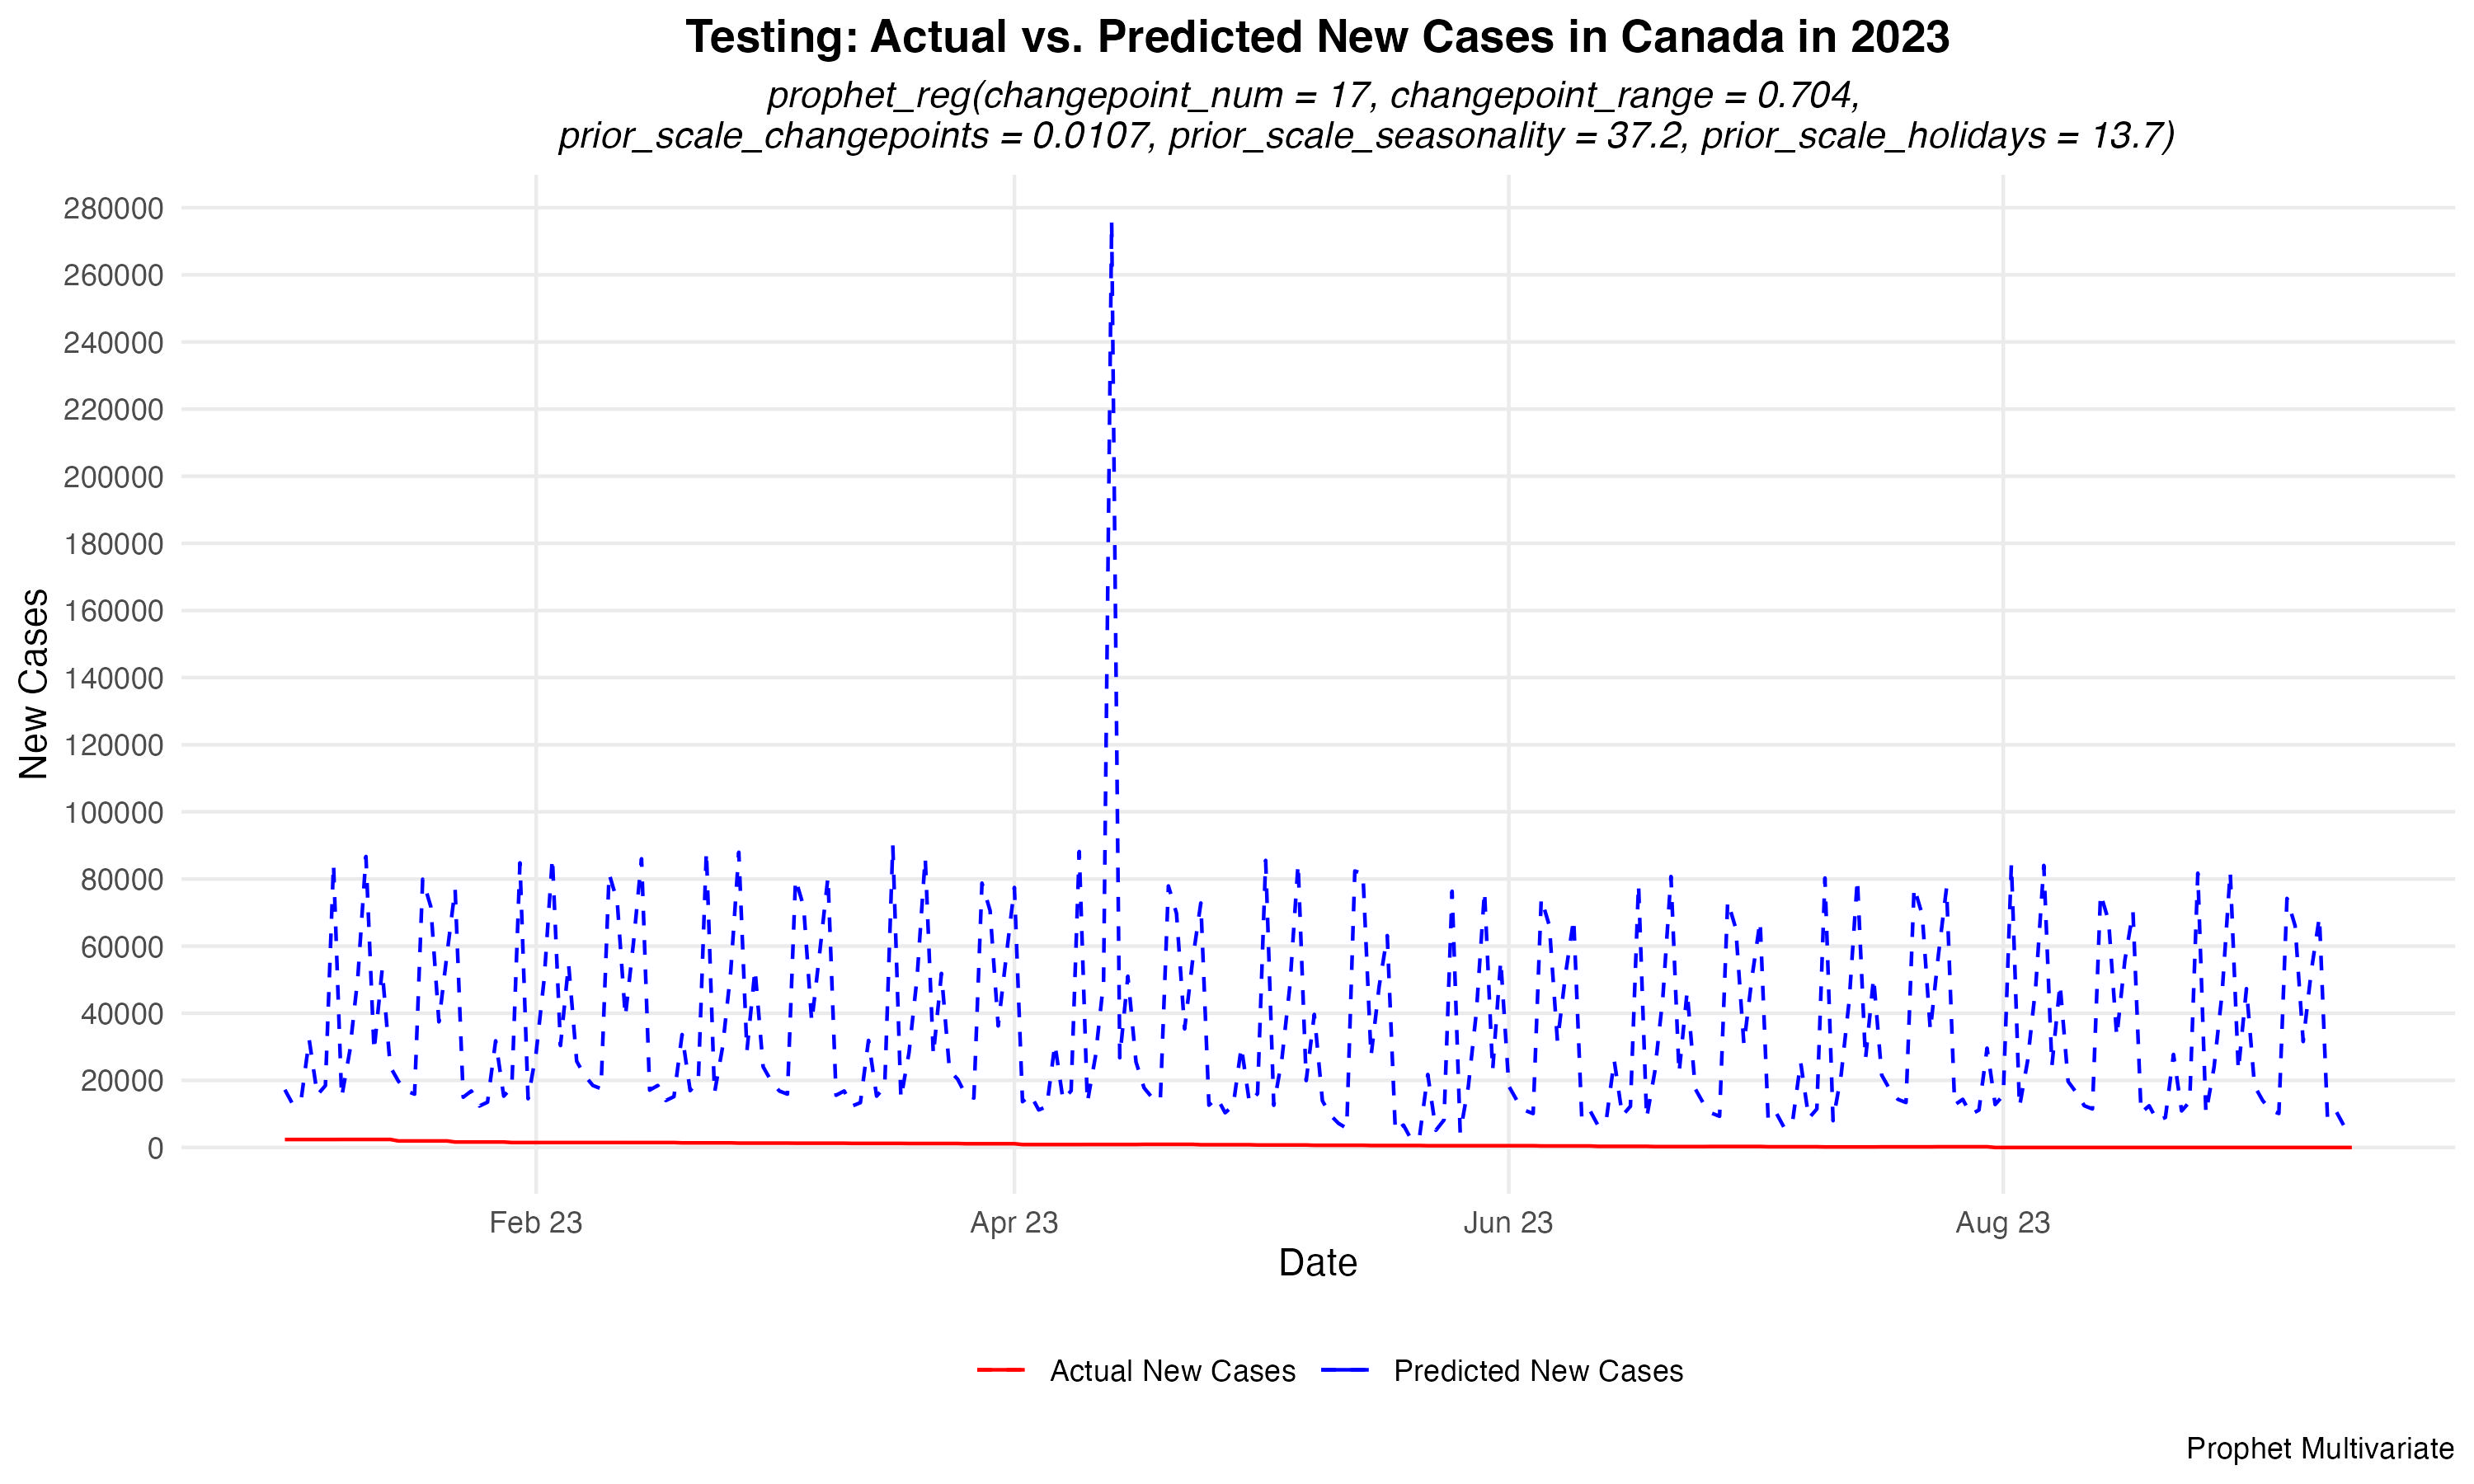 Testing: Actual vs. Predicted New Cases in Canada in 2023
prophet_reg(changepoint_num = 17, changepoint_range = 0.704,
prior_scale_changepoints = 0.0107, prior_scale_seasonality = 37.2, prior_scale_holidays = 13.7)
New Cases
280000
260000
240000
220000
200000
180000
160000
140000
120000
100000
80000
60000
40000
20000
0
Feb 23
Apr 23
Jun 23
Aug 23
Date
Actual New Cases
Predicted New Cases
Prophet Multivariate